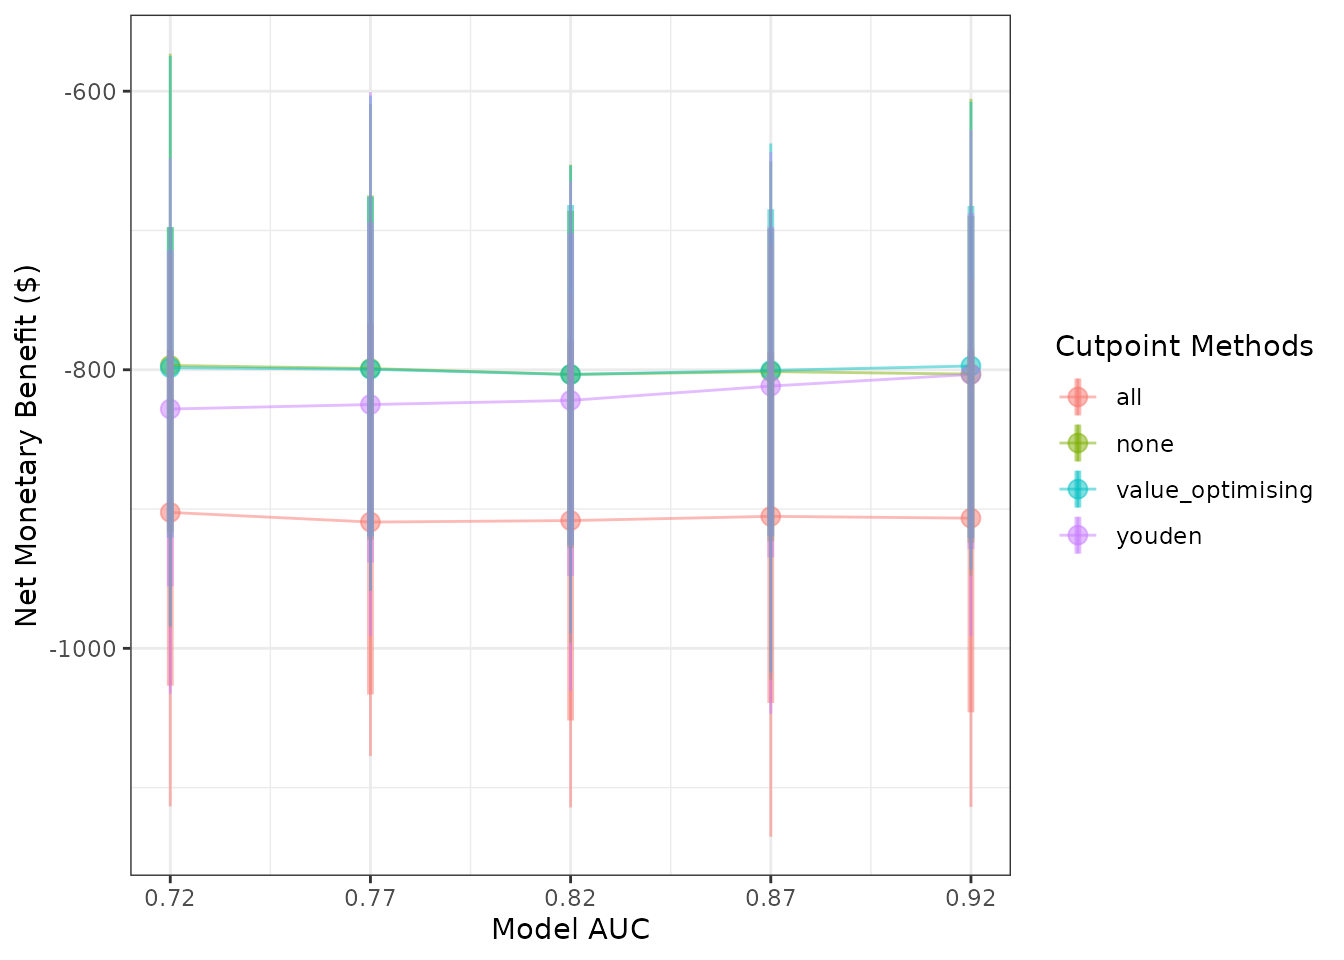 Net Monetary Benefit ($)
-600
-800
-1000
0.72
0.77
0.82
0.87
0.92
Model AUC
Cutpoint Methods
all
none
value_optimising
youden